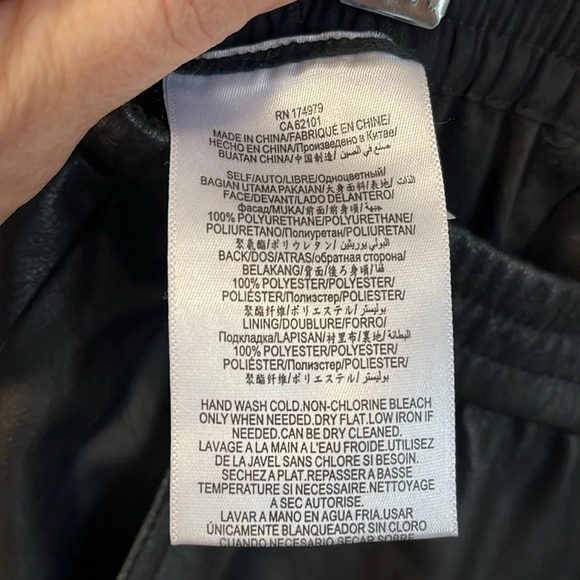 RN 174979
CA 62101
MADE IN CHINA/FABRIQUÉ EN CHINE/
HECHO EN CHINA/Произведено в Китае/
BUATAN CHINA/中国制造/صنع في الصين
SELF/AUTO/LIBRE/Одноцветный/
BAGIAN UTAMA PAKAIAN/大身面料/表地/الذات
FACE/DEVANT/LADO DELANTERO/
фасад/MUKA/前面/前身頃/جبهة/
100% POLYURETHANE/POLYURETHANE/
POLIURETANO/Полиуретан/POLIURETAN/
聚氨酯/ポリウレタン/البولي يوريثين
BACK/DOS/ATRAS/обратная сторона/
BELAKANG/背面/後ろ身頃/قفا/
100% POLYESTER/POLYESTER/
POLIÉSTER/Полиэстер/POLIESTER/
聚酯纤维/ポリエステル/بوليستر/
LINING/DOUBLURE/FORRO/
Подкладка/LAPISAN/衬里布/裏地/البطانة/
100% POLYESTER/POLYESTER/
POLIÉSTER/Полиэстер/POLIESTER/
聚酯纤维/ポリエステル/بوليستر
HAND WASH COLD.NON-CHLORINE BLEACH
ONLY WHEN NEEDED.DRY FLAT.LOW IRON IF
NEEDED.CAN BE DRY CLEANED.
LAVAGE A LA MAIN A L'EAU FROIDE.UTILISEZ
DE LA JAVEL SANS CHLORE SI BESOIN.
SECHEZ A PLAT.REPASSER A BASSE
TEMPERATURE SI NECESSAIRE.NETTOYAGE
A SEC AUTORISE.
LAVAR A MANO EN AGUA FRIA.USAR
ÚNICAMENTE BLANQUEADOR SIN CLORO
CUANDO NECESITADO SECAR SOBRE